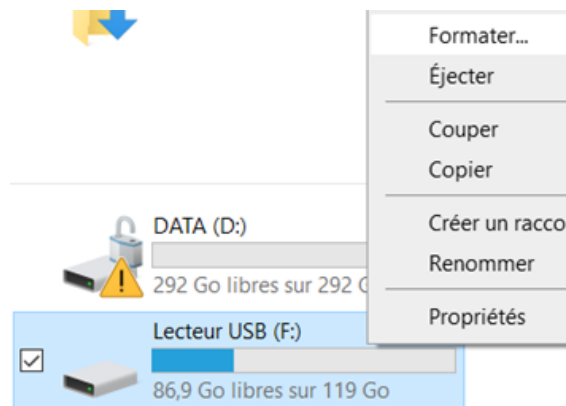 Formater...
Éjecter
Couper
Copier
Créer un racco
Renommer
Propriétés
DATA (D:)
292 Go libres sur 292 G
Lecteur USB (F:)
86,9 Go libres sur 119 Go